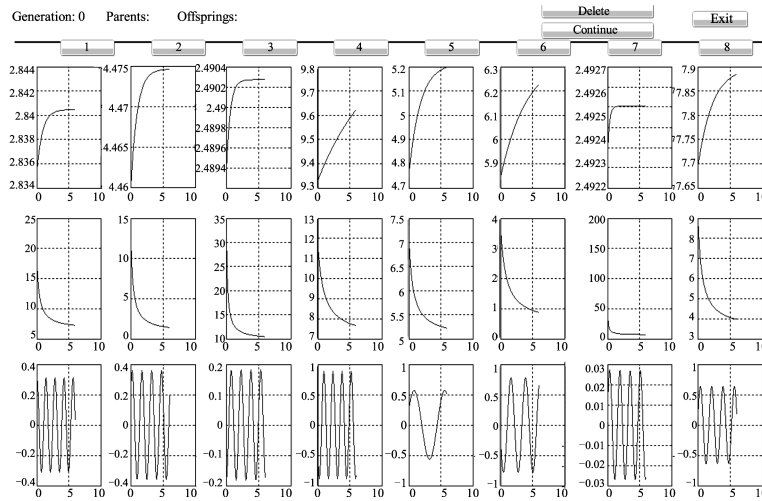 Generation: 0 Parents: Offsprings: Delete
Continue Exit
1 2 3 4 5 6 7 8
2.844 4.475 2.4904 9.8 5.2 6.3 2.4927 7.9
2.842 2.4902 9.7 5.1 6.2 2.4926 7.85
2.84 4.47 2.49 9.6 5 6.1 2.4925 7.8
2.838 2.4898 9.5 4.9 6 2.4924 7.75
2.836 4.465 2.4896 9.4 4.8 5.9 2.4923 7.7
2.834 4.46 2.4894 9.3 4.7 2.4922 7.65
0 5 10 0 5 10 0 5 10 0 5 10 0 5 10 0 5 10 0 5 10 0 5 10
25 15 35 13 7.5 4 200 9
20 30 12 7 3 150 8
10 25 11 6.5 7
15 10 6 2 100 6
10 5 20 9 5.5 1 50 5
15 8 4
5 0 10 7 5 0 0 3
0 5 10 0 5 10 0 5 10 0 5 10 0 5 10 0 5 10 0 5 10 0 5 10
0.4 0.4 0.2 1 1 1 0.03 1
0.2 0.2 0.1 0.5 0.5 0.5 0.02 0.5
0.01
0 0 0 0 0 0 0 0
−0.01
−0.2 −0.2 −0.1 −0.5 −0.5 −0.5 −0.02 −0.5
−0.4 −0.4 −0.2 −1 −1 −1 −0.03 −1
0 5 10 0 5 10 0 5 10 0 5 10 0 5 10 0 5 10 0 5 10 0 5 10